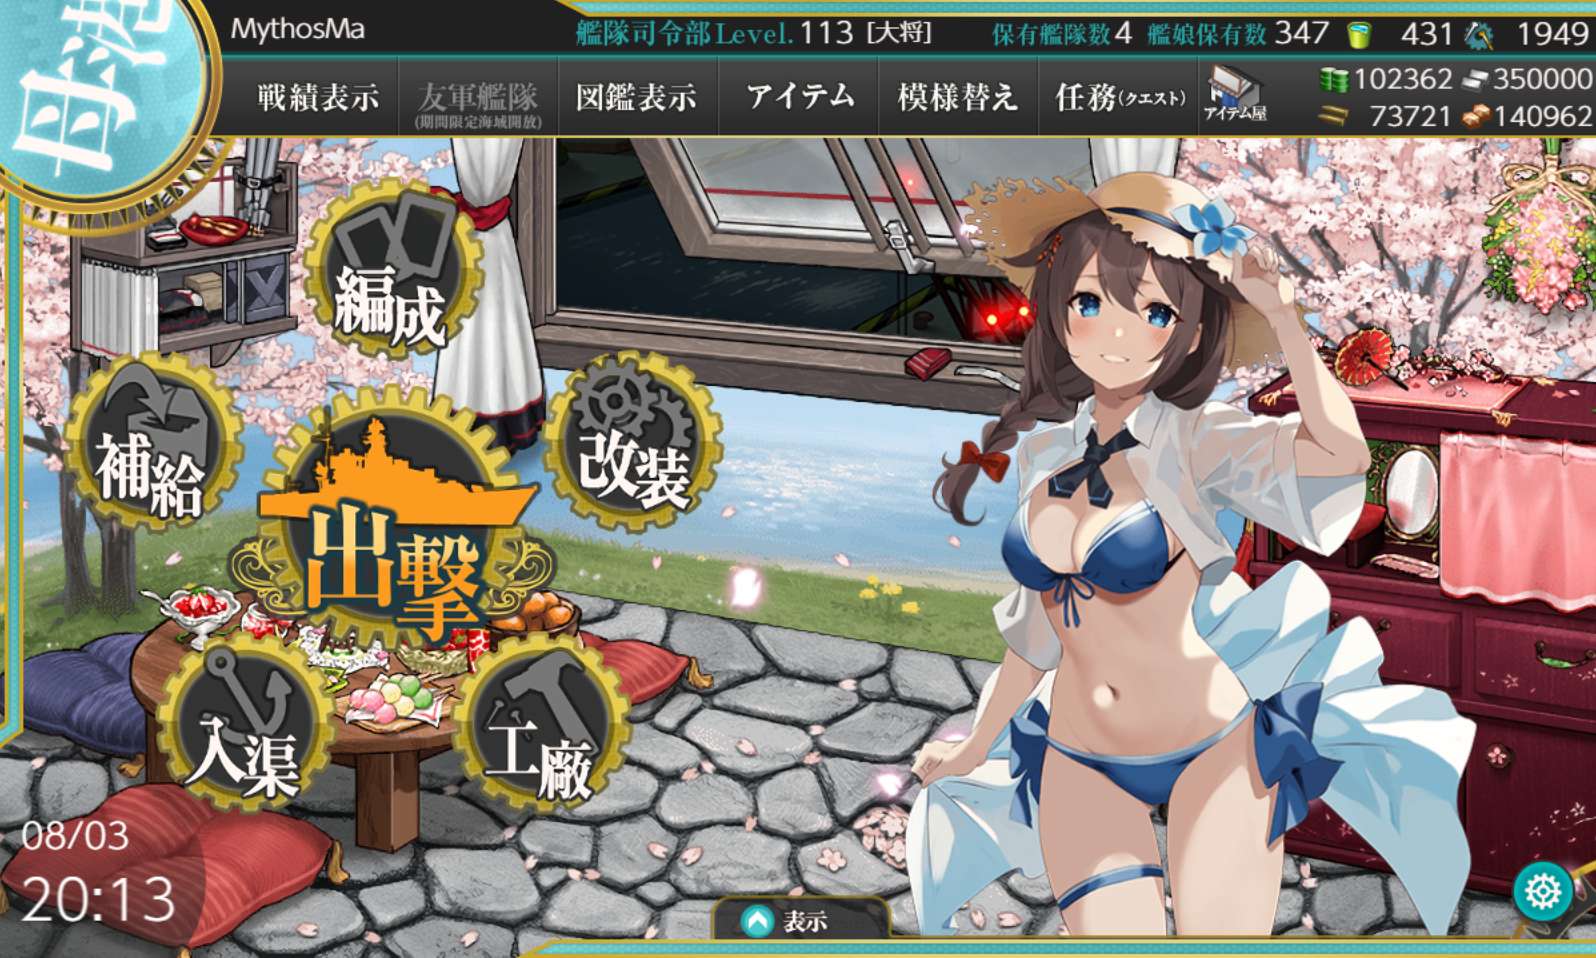 母港
MythosMa
艦隊司令部Level. 113 [大将]
保有艦隊数 4 艦娘保有数 347 431 1949
戦績表示
友軍艦隊
(期間限定海域開放)
図鑑表示
アイテム
模様替え
任務(クエスト)
アイテム屋
102362 350000
73721 140962
編成
補給
改装
出撃
入渠
工廠
08/03
20:13
表示